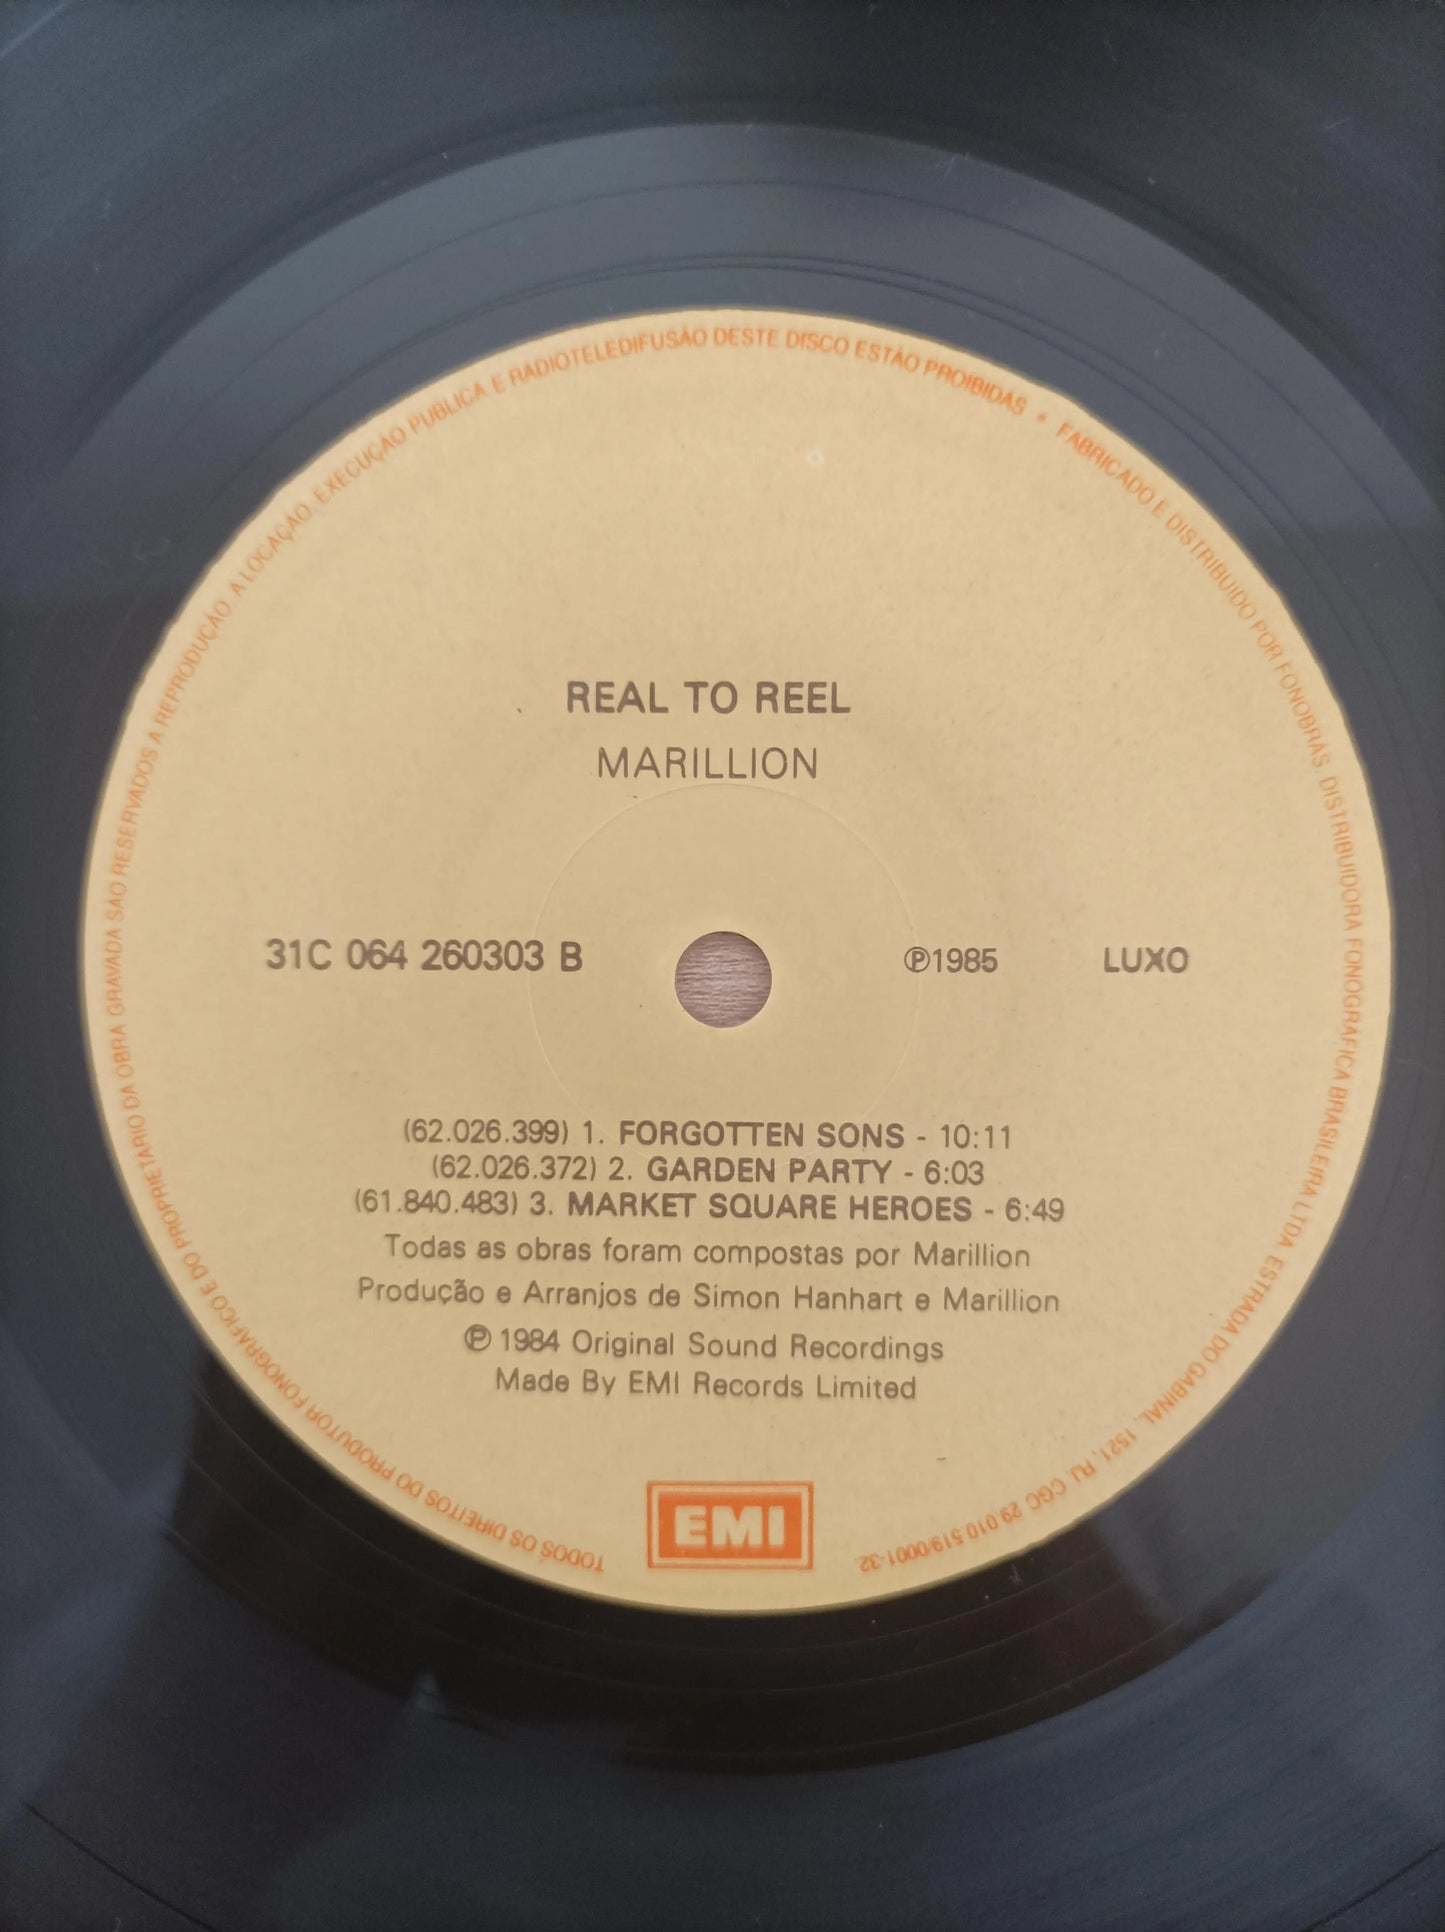 REAL TO REEL
MARILLION
31C 064 260303 B
℗1985 LUXO
(62.026.399) 1. FORGOTTEN SONS - 10:11
(62.026.372) 2. GARDEN PARTY - 6:03
(61.840.483) 3. MARKET SQUARE HEROES - 6:49
Todas as obras foram compostas por Marillion
Produção e Arranjos de Simon Hanhart e Marillion
℗ 1984 Original Sound Recordings
Made By EMI Records Limited
EMI
TODOS OS DIREITOS DO PRODUTOR FONOGRÁFICO E DO PROPRIETÁRIO DA OBRA GRAVADA SÃO RESERVADOS A REPRODUÇÃO A LOCAÇÃO EXECUÇÃO PÚBLICA E RADIOTELEDIFUSÃO DESTE DISCO ESTÃO PROIBIDAS • FABRICADO E DISTRIBUIDO POR FONOBRÁS DISTRIBUIDORA FONOGRÁFICA BRASILEIRA LTDA. ESTRADA DO GABINAL, 1521, RJ. CGC 29.010.519/0001-32.